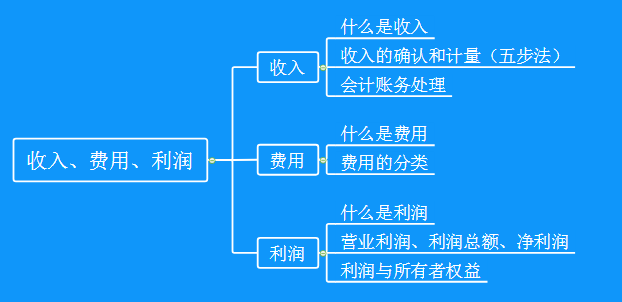 收入、费用、利润
收入
什么是收入
收入的确认和计量（五步法）
会计账务处理
费用
什么是费用
费用的分类
利润
什么是利润
营业利润、利润总额、净利润
利润与所有者权益